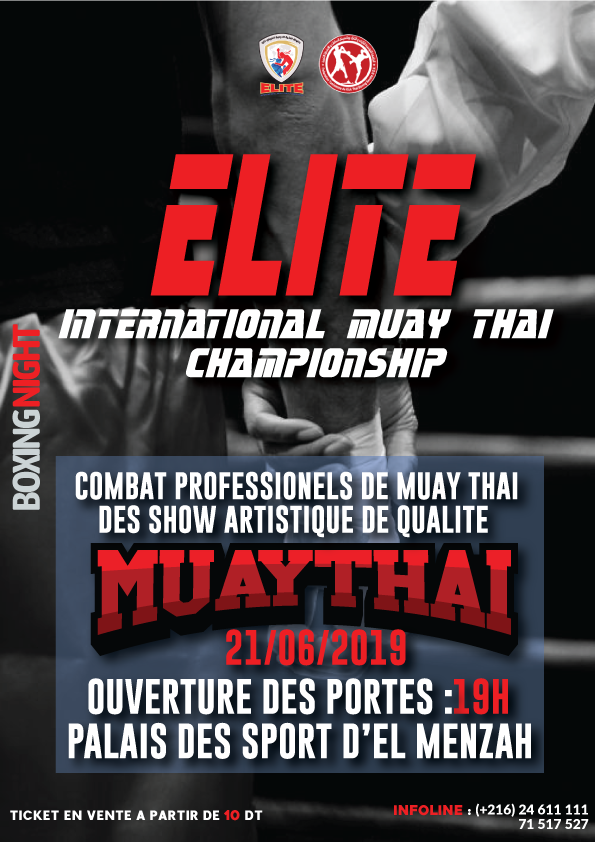 ELITE
ELITE
INTERNATIONAL MUAY THAI
CHAMPIONSHIP
BOXINGNIGHT
COMBAT PROFESSIONELS DE MUAY THAI
DES SHOW ARTISTIQUE DE QUALITE
MUAYTHAI
21/06/2019
OUVERTURE DES PORTES :19H
PALAIS DES SPORT D'EL MENZAH
TICKET EN VENTE A PARTIR DE 10 DT
INFOLINE : (+216) 24 611 111
71 517 527